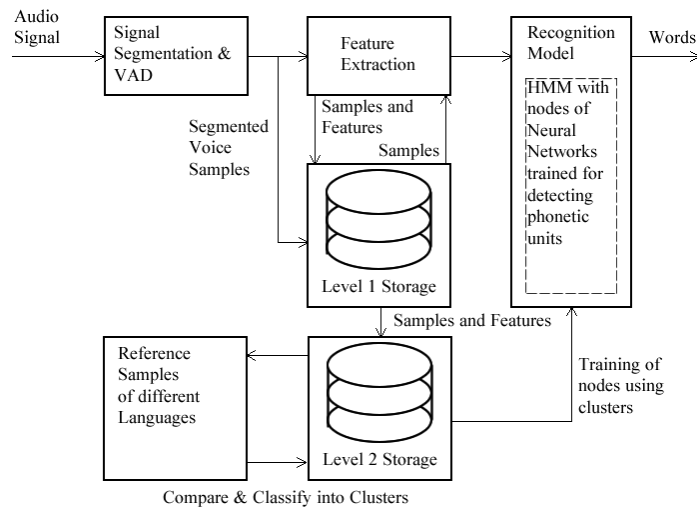 Audio
Signal
Signal
Segmentation &
VAD
Feature
Extraction
Recognition
Model
Words
HMM with
nodes of
Neural
Networks
trained for
detecting
phonetic
units
Segmented
Voice
Samples
Samples and
Features
Samples
Level 1 Storage
Samples and Features
Reference
Samples
of different
Languages
Level 2 Storage
Training of
nodes using
clusters
Compare & Classify into Clusters